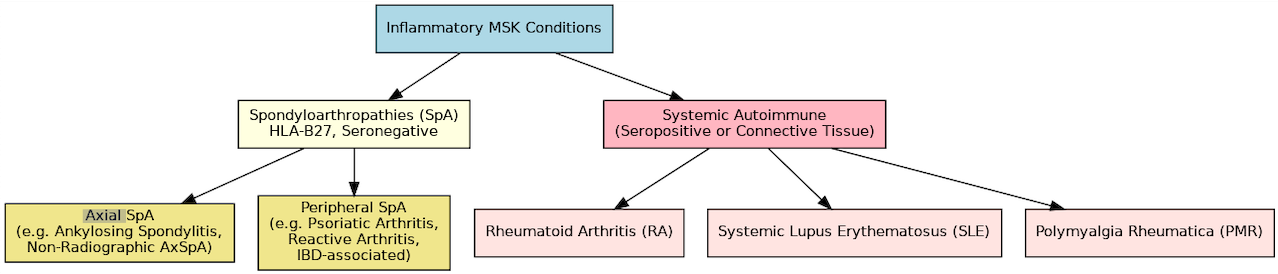 Inflammatory MSK Conditions
Spondyloarthropathies (SpA)
HLA-B27, Seronegative
Systemic Autoimmune
(Seropositive or Connective Tissue)
Axial SpA
(e.g. Ankylosing Spondylitis,
Non-Radiographic AxSpA)
Peripheral SpA
(e.g. Psoriatic Arthritis,
Reactive Arthritis,
IBD-associated)
Rheumatoid Arthritis (RA)
Systemic Lupus Erythematosus (SLE)
Polymyalgia Rheumatica (PMR)